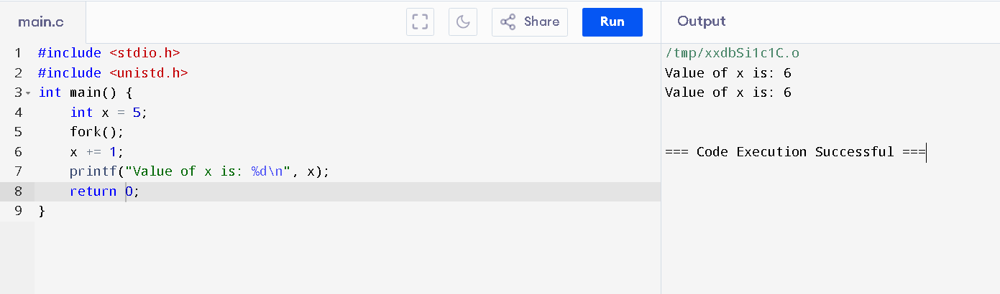 main.c
Share
Run
Output
1 #include <stdio.h>
2 #include <unistd.h>
3 int main() {
4     int x = 5;
5     fork();
6     x += 1;
7     printf("Value of x is: %d\n", x);
8     return 0;
9 }
/tmp/xxdbSi1c1C.o
Value of x is: 6
Value of x is: 6
=== Code Execution Successful ===